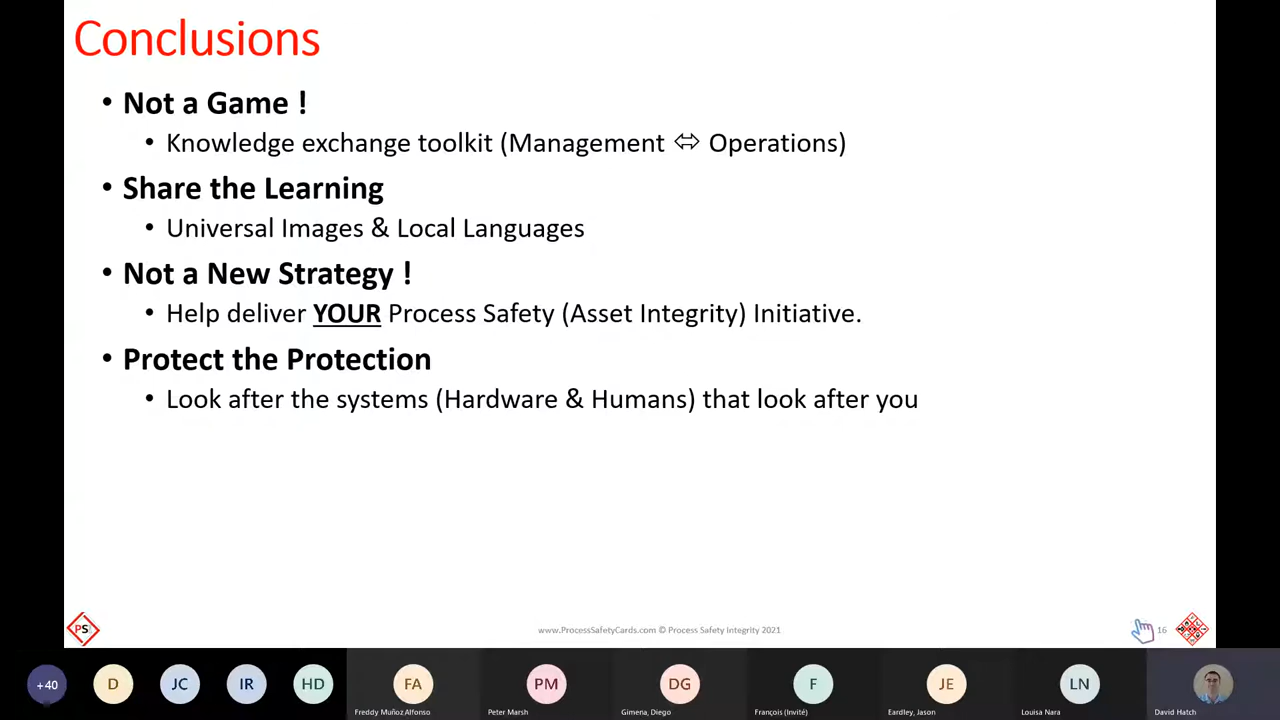 Conclusions
• Not a Game !
• Knowledge exchange toolkit (Management ⬄ Operations)
• Share the Learning
• Universal Images & Local Languages
• Not a New Strategy !
• Help deliver YOUR Process Safety (Asset Integrity) Initiative.
• Protect the Protection
• Look after the systems (Hardware & Humans) that look after you
PS
www.ProcessSafetyCards.com © Process Safety Integrity 2021
16
+40 D JC IR HD FA PM DG F JE LN
Freddy Muñoz Alfonso Peter Marsh Gimena, Diego François (Invité) Eardley, Jason Louisa Nara David Hatch